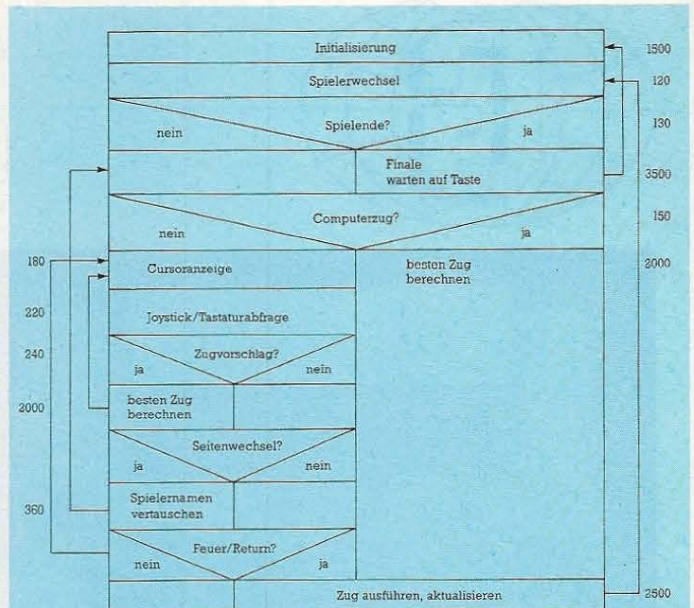 Initialisierung 1500
Spielerwechsel 120
Spielende? 130
nein ja
Finale
warten auf Taste 3500
Computerzug? 150
nein ja
180 Cursoranzeige besten Zug 2000
berechnen
220 Joystick/Tastaturabfrage
240 Zugvorschlag?
ja nein
2000 besten Zug
berechnen
Seitenwechsel?
ja nein
360 Spielernamen
vertauschen
Feuer/Return?
nein ja
Zug ausführen, aktualisieren 2500